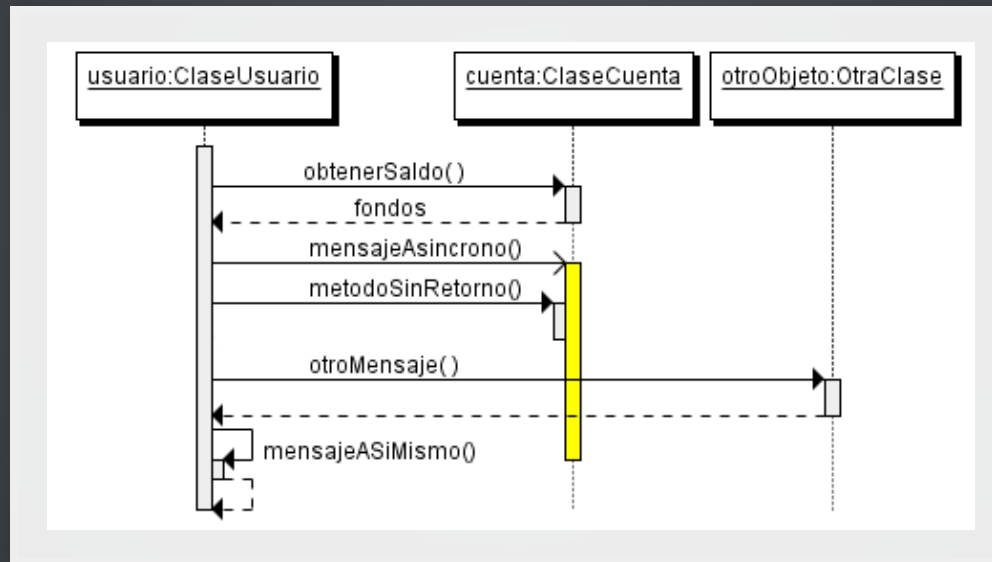 usuario:ClaseUsuario
cuenta:ClaseCuenta
otroObjeto:OtraClase
obtenerSaldo( )
fondos
mensajeAsincrono()
metodoSinRetorno()
otroMensaje( )
mensajeASiMismo()